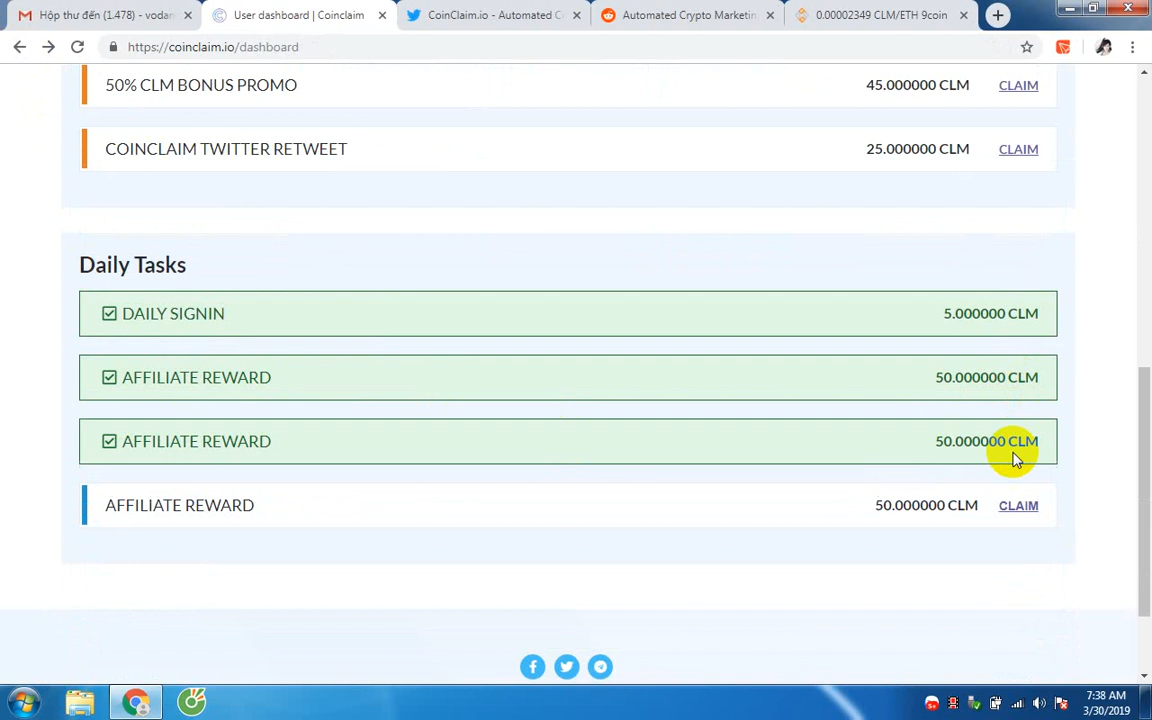 Hộp thư đến (1.478) - vodan
User dashboard | Coinclaim
CoinClaim.io - Automated C
Automated Crypto Marketin
0.00002349 CLM/ETH 9coin
https://coinclaim.io/dashboard
50% CLM BONUS PROMO 45.000000 CLM CLAIM
COINCLAIM TWITTER RETWEET 25.000000 CLM CLAIM
Daily Tasks
DAILY SIGNIN 5.000000 CLM
AFFILIATE REWARD 50.000000 CLM
AFFILIATE REWARD 50.000000 CLM
AFFILIATE REWARD 50.000000 CLM CLAIM
7:38 AM
3/30/2019